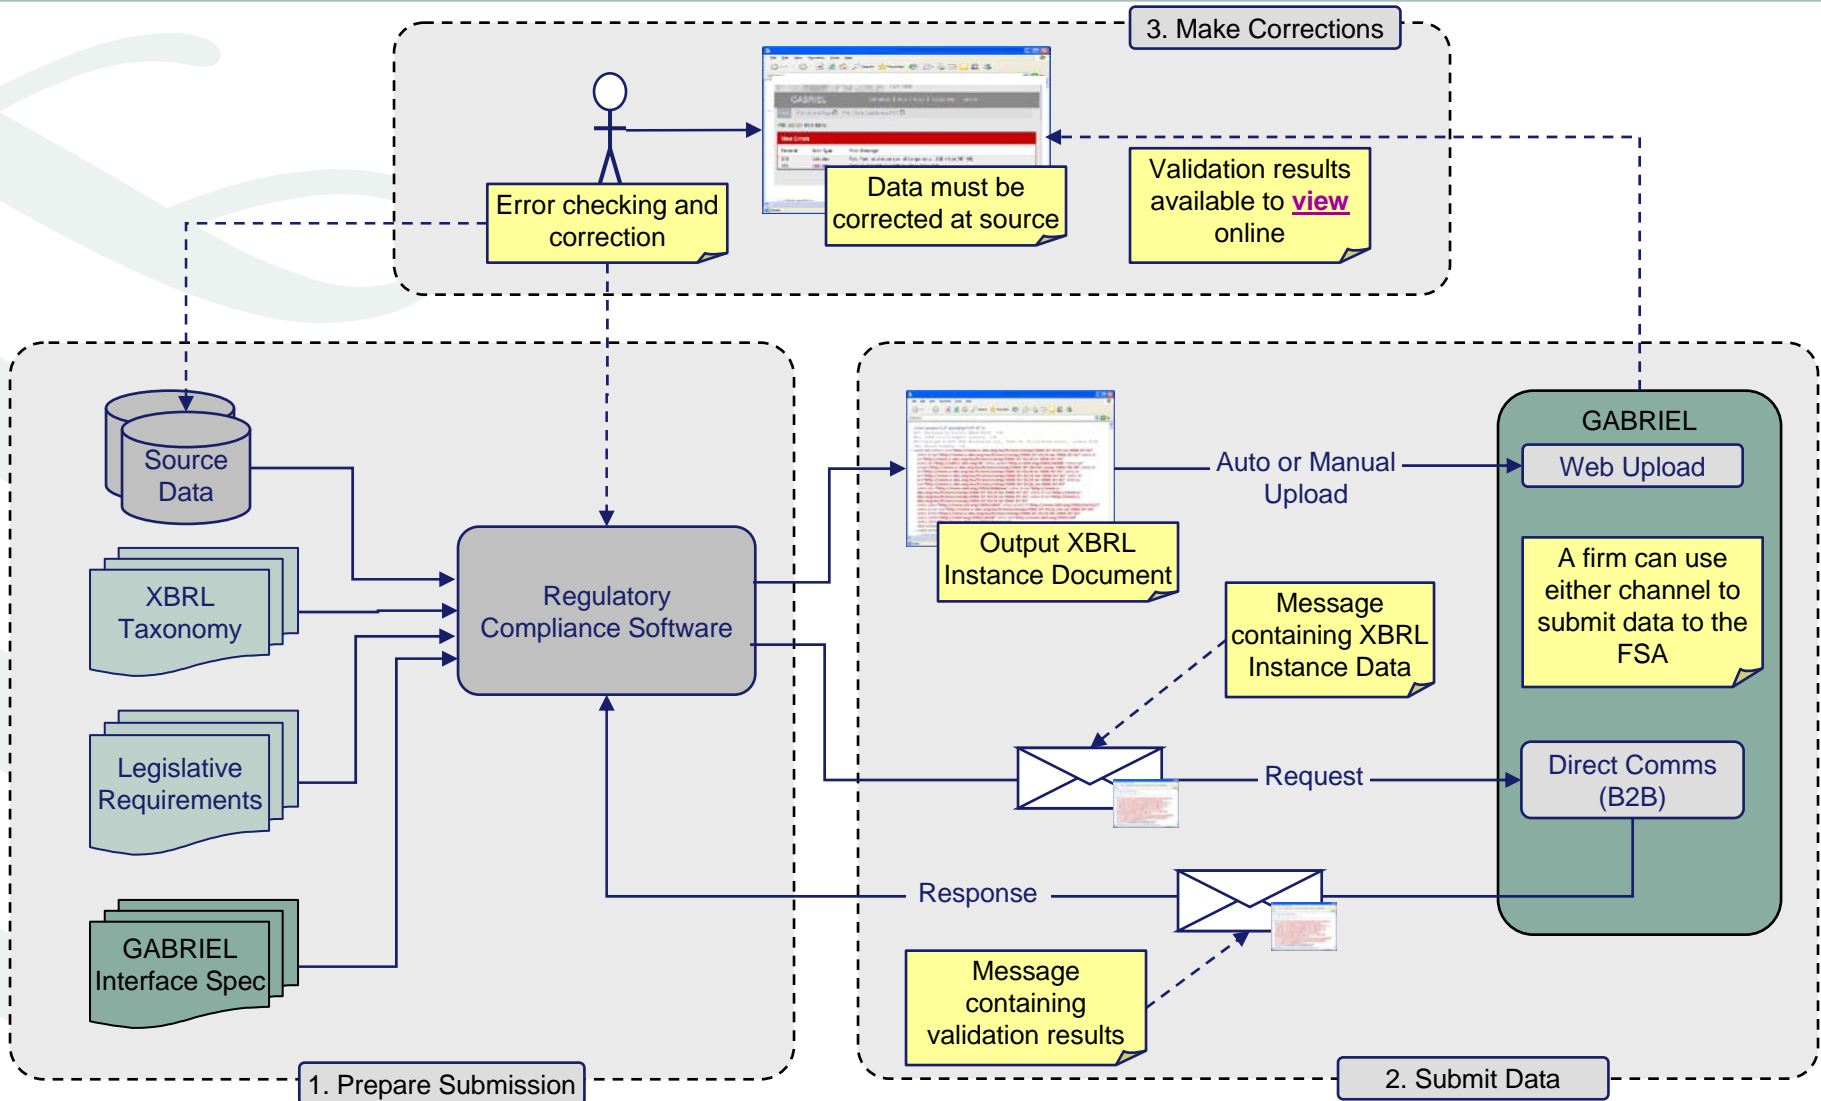 3. Make Corrections
GABRIEL
View Errors
Error checking and
correction
Data must be
corrected at source
Validation results
available to view
online
Source
Data
XBRL
Taxonomy
Legislative
Requirements
GABRIEL
Interface Spec
Regulatory
Compliance Software
1. Prepare Submission
Output XBRL
Instance Document
Auto or Manual
Upload
GABRIEL
Web Upload
A firm can use
either channel to
submit data to the
FSA
Message
containing XBRL
Instance Data
Request
Direct Comms
(B2B)
Response
Message
containing
validation results
2. Submit Data